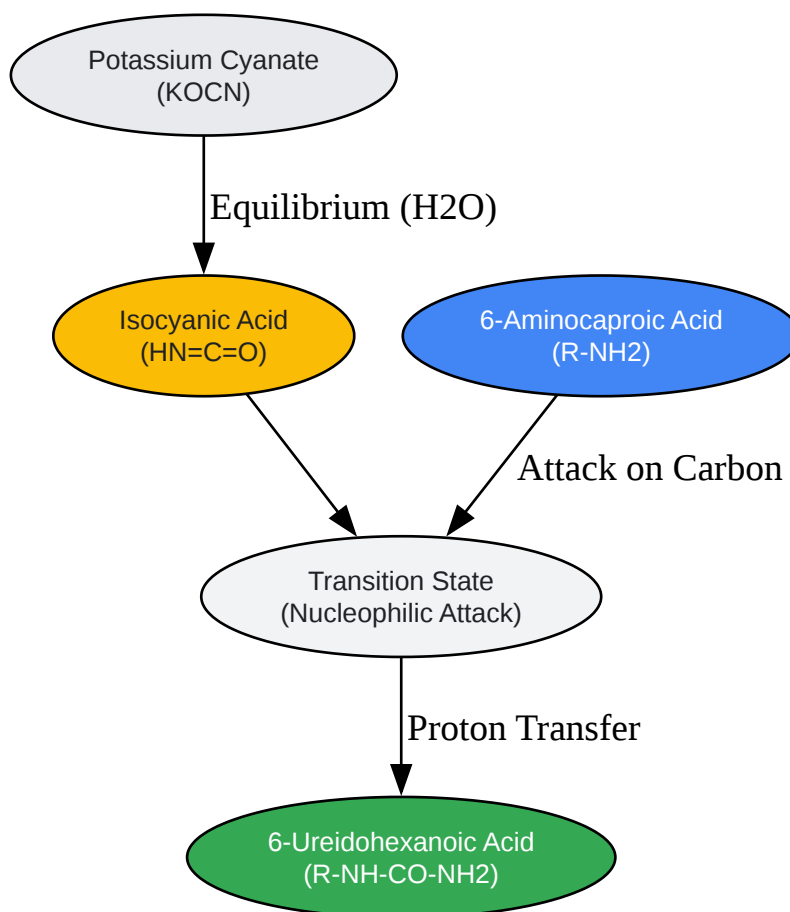 Potassium Cyanate
(KOCN)
Equilibrium (H2O)
Isocyanic Acid
(HN=C=O)
6-Aminocaproic Acid
(R-NH2)
Attack on Carbon
Transition State
(Nucleophilic Attack)
Proton Transfer
6-Ureidohexanoic Acid
(R-NH-CO-NH2)